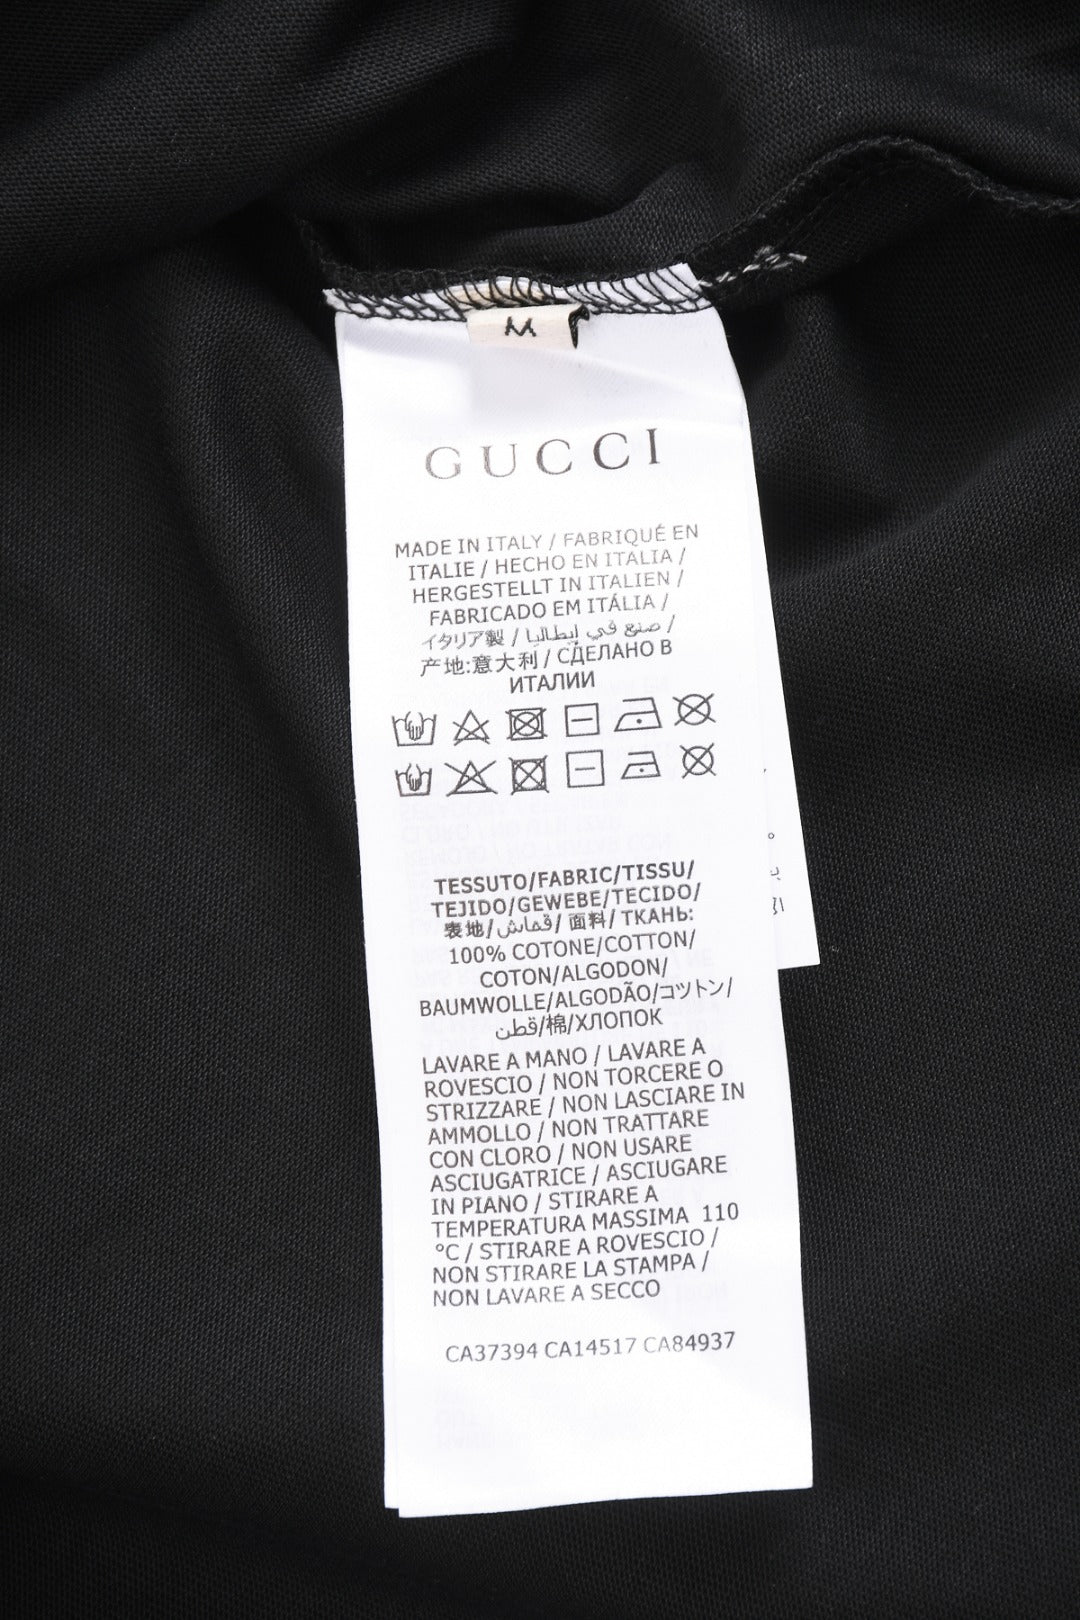 M
GUCCI
MADE IN ITALY / FABRIQUÉ EN
ITALIE / HECHO EN ITALIA /
HERGESTELLT IN ITALIEN /
FABRICADO EM ITÁLIA /
イタリア製 / صنع في إيطاليا /
产地:意大利 / СДЕЛАНО В
ИТАЛИИ
TESSUTO/FABRIC/TISSU/
TEJIDO/GEWEBE/TECIDO/
表地/قماش/ 面料/ ТКАНЬ:
100% COTONE/COTTON/
COTON/ALGODON/
BAUMWOLLE/ALGODÃO/コットン/
قطن/棉/ХЛОПОК
LAVARE A MANO / LAVARE A
ROVESCIO / NON TORCERE O
STRIZZARE / NON LASCIARE IN
AMMOLLO / NON TRATTARE
CON CLORO / NON USARE
ASCIUGATRICE / ASCIUGARE
IN PIANO / STIRARE A
TEMPERATURA MASSIMA 110
°C / STIRARE A ROVESCIO /
NON STIRARE LA STAMPA /
NON LAVARE A SECCO
CA37394 CA14517 CA84937